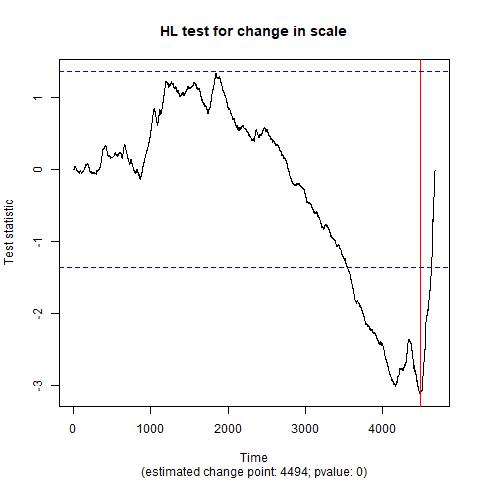 HL test for change in scale
Test statistic
1
0
-1
-2
-3
0 1000 2000 3000 4000
Time
(estimated change point: 4494; pvalue: 0)